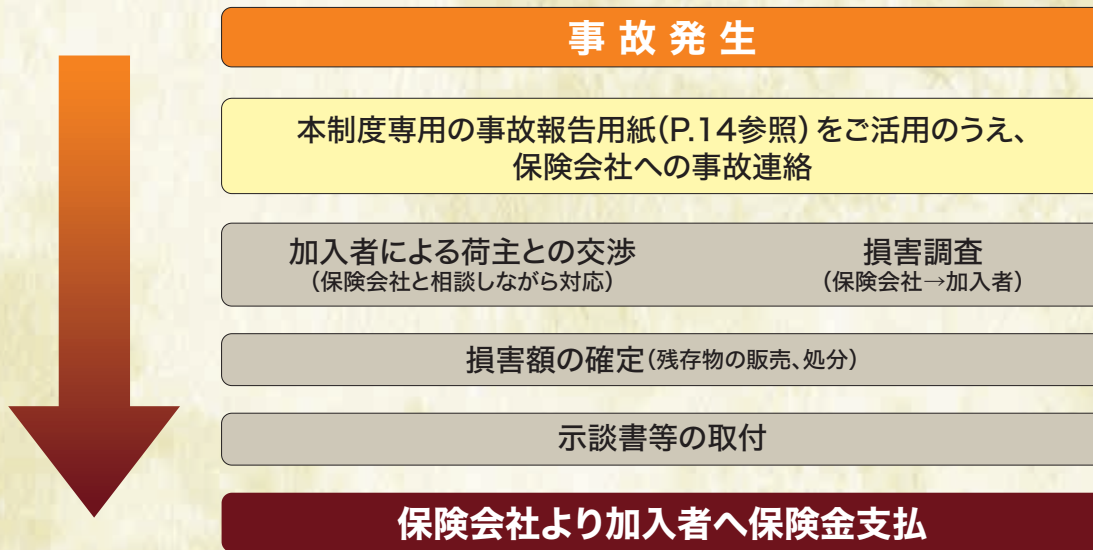 事故発生
本制度専用の事故報告用紙(P.14参照)をご活用のうえ、
保険会社への事故連絡
加入者による荷主との交渉
(保険会社と相談しながら対応)
損害調査
(保険会社→加入者)
損害額の確定(残存物の販売、処分)
示談書等の取付
保険会社より加入者へ保険金支払